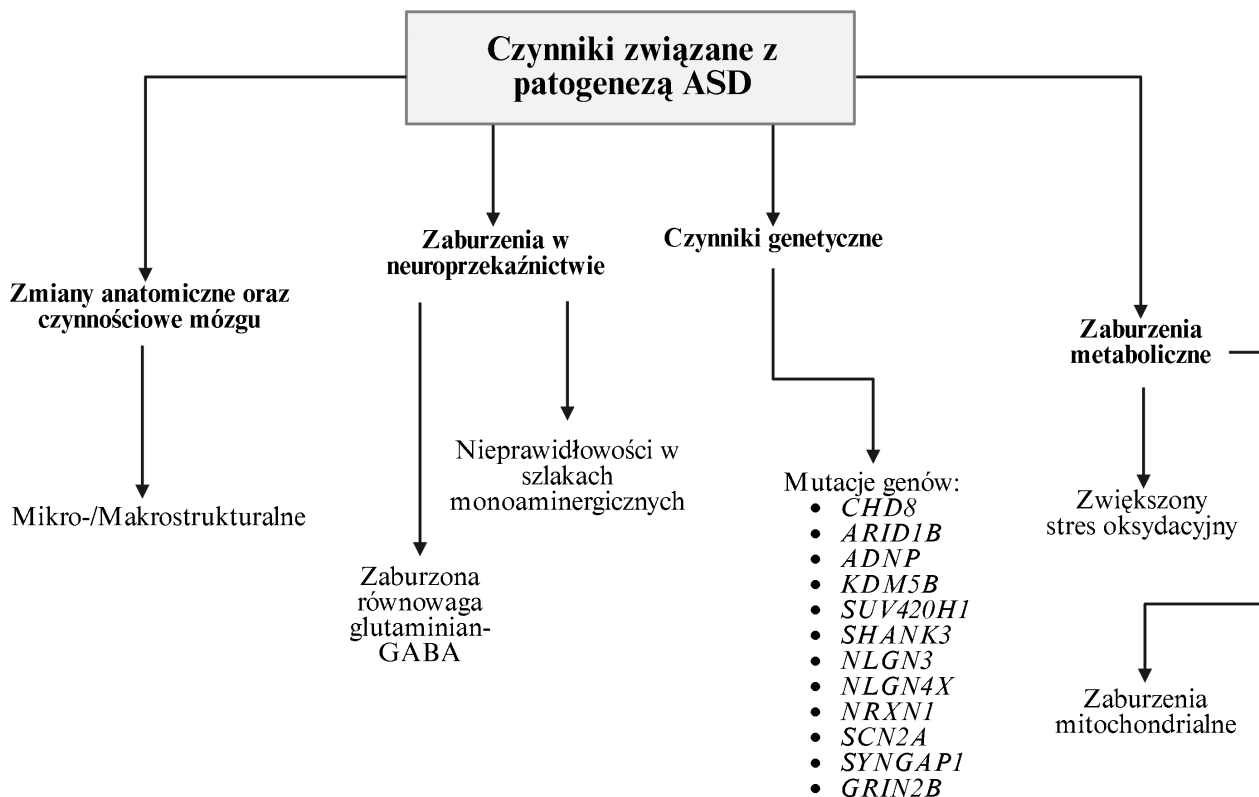 Czynniki związane z
patogenezą ASD
Zmiany anatomiczne oraz
czynnościowe mózgu
Mikro-/Makrostrukturalne
Zaburzenia w
neuroprzekaźnictwie
Nieprawidłowości w
szlakach
monoaminergicznych
Zaburzona
równowaga
glutaminian-
GABA
Czynniki genetyczne
Mutacje genów:
• CHD8
• ARID1B
• ADNP
• KDM5B
• SUV420H1
• SHANK3
• NLGN3
• NLGN4X
• NRXN1
• SCN2A
• SYNGAP1
• GRIN2B
Zaburzenia
metaboliczne
Zwiększony
stres oksydacyjny
Zaburzenia
mitochondrialne